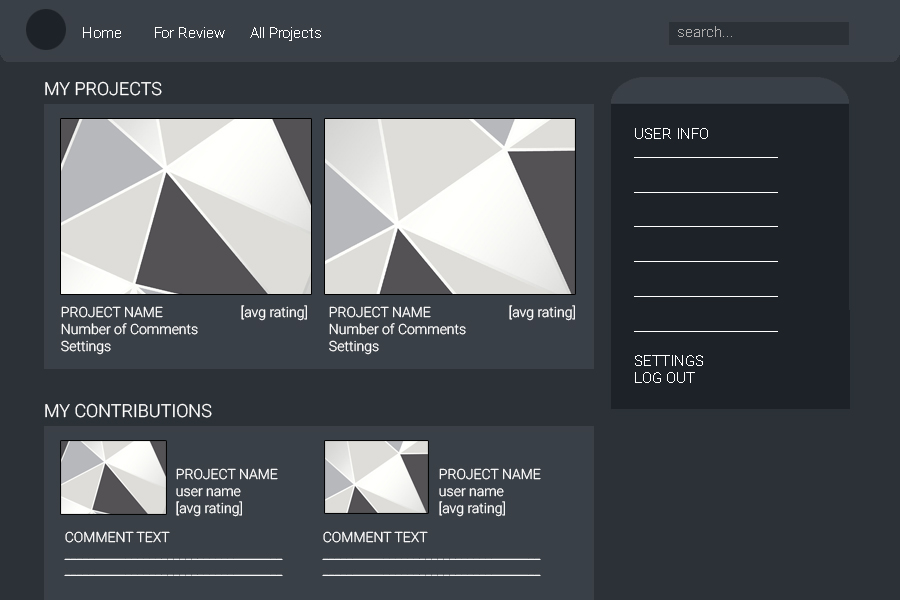 Home For Review All Projects search...
MY PROJECTS
PROJECT NAME [avg rating]
Number of Comments
Settings
PROJECT NAME [avg rating]
Number of Comments
Settings
USER INFO
SETTINGS
LOG OUT
MY CONTRIBUTIONS
PROJECT NAME
user name
[avg rating]
COMMENT TEXT
PROJECT NAME
user name
[avg rating]
COMMENT TEXT